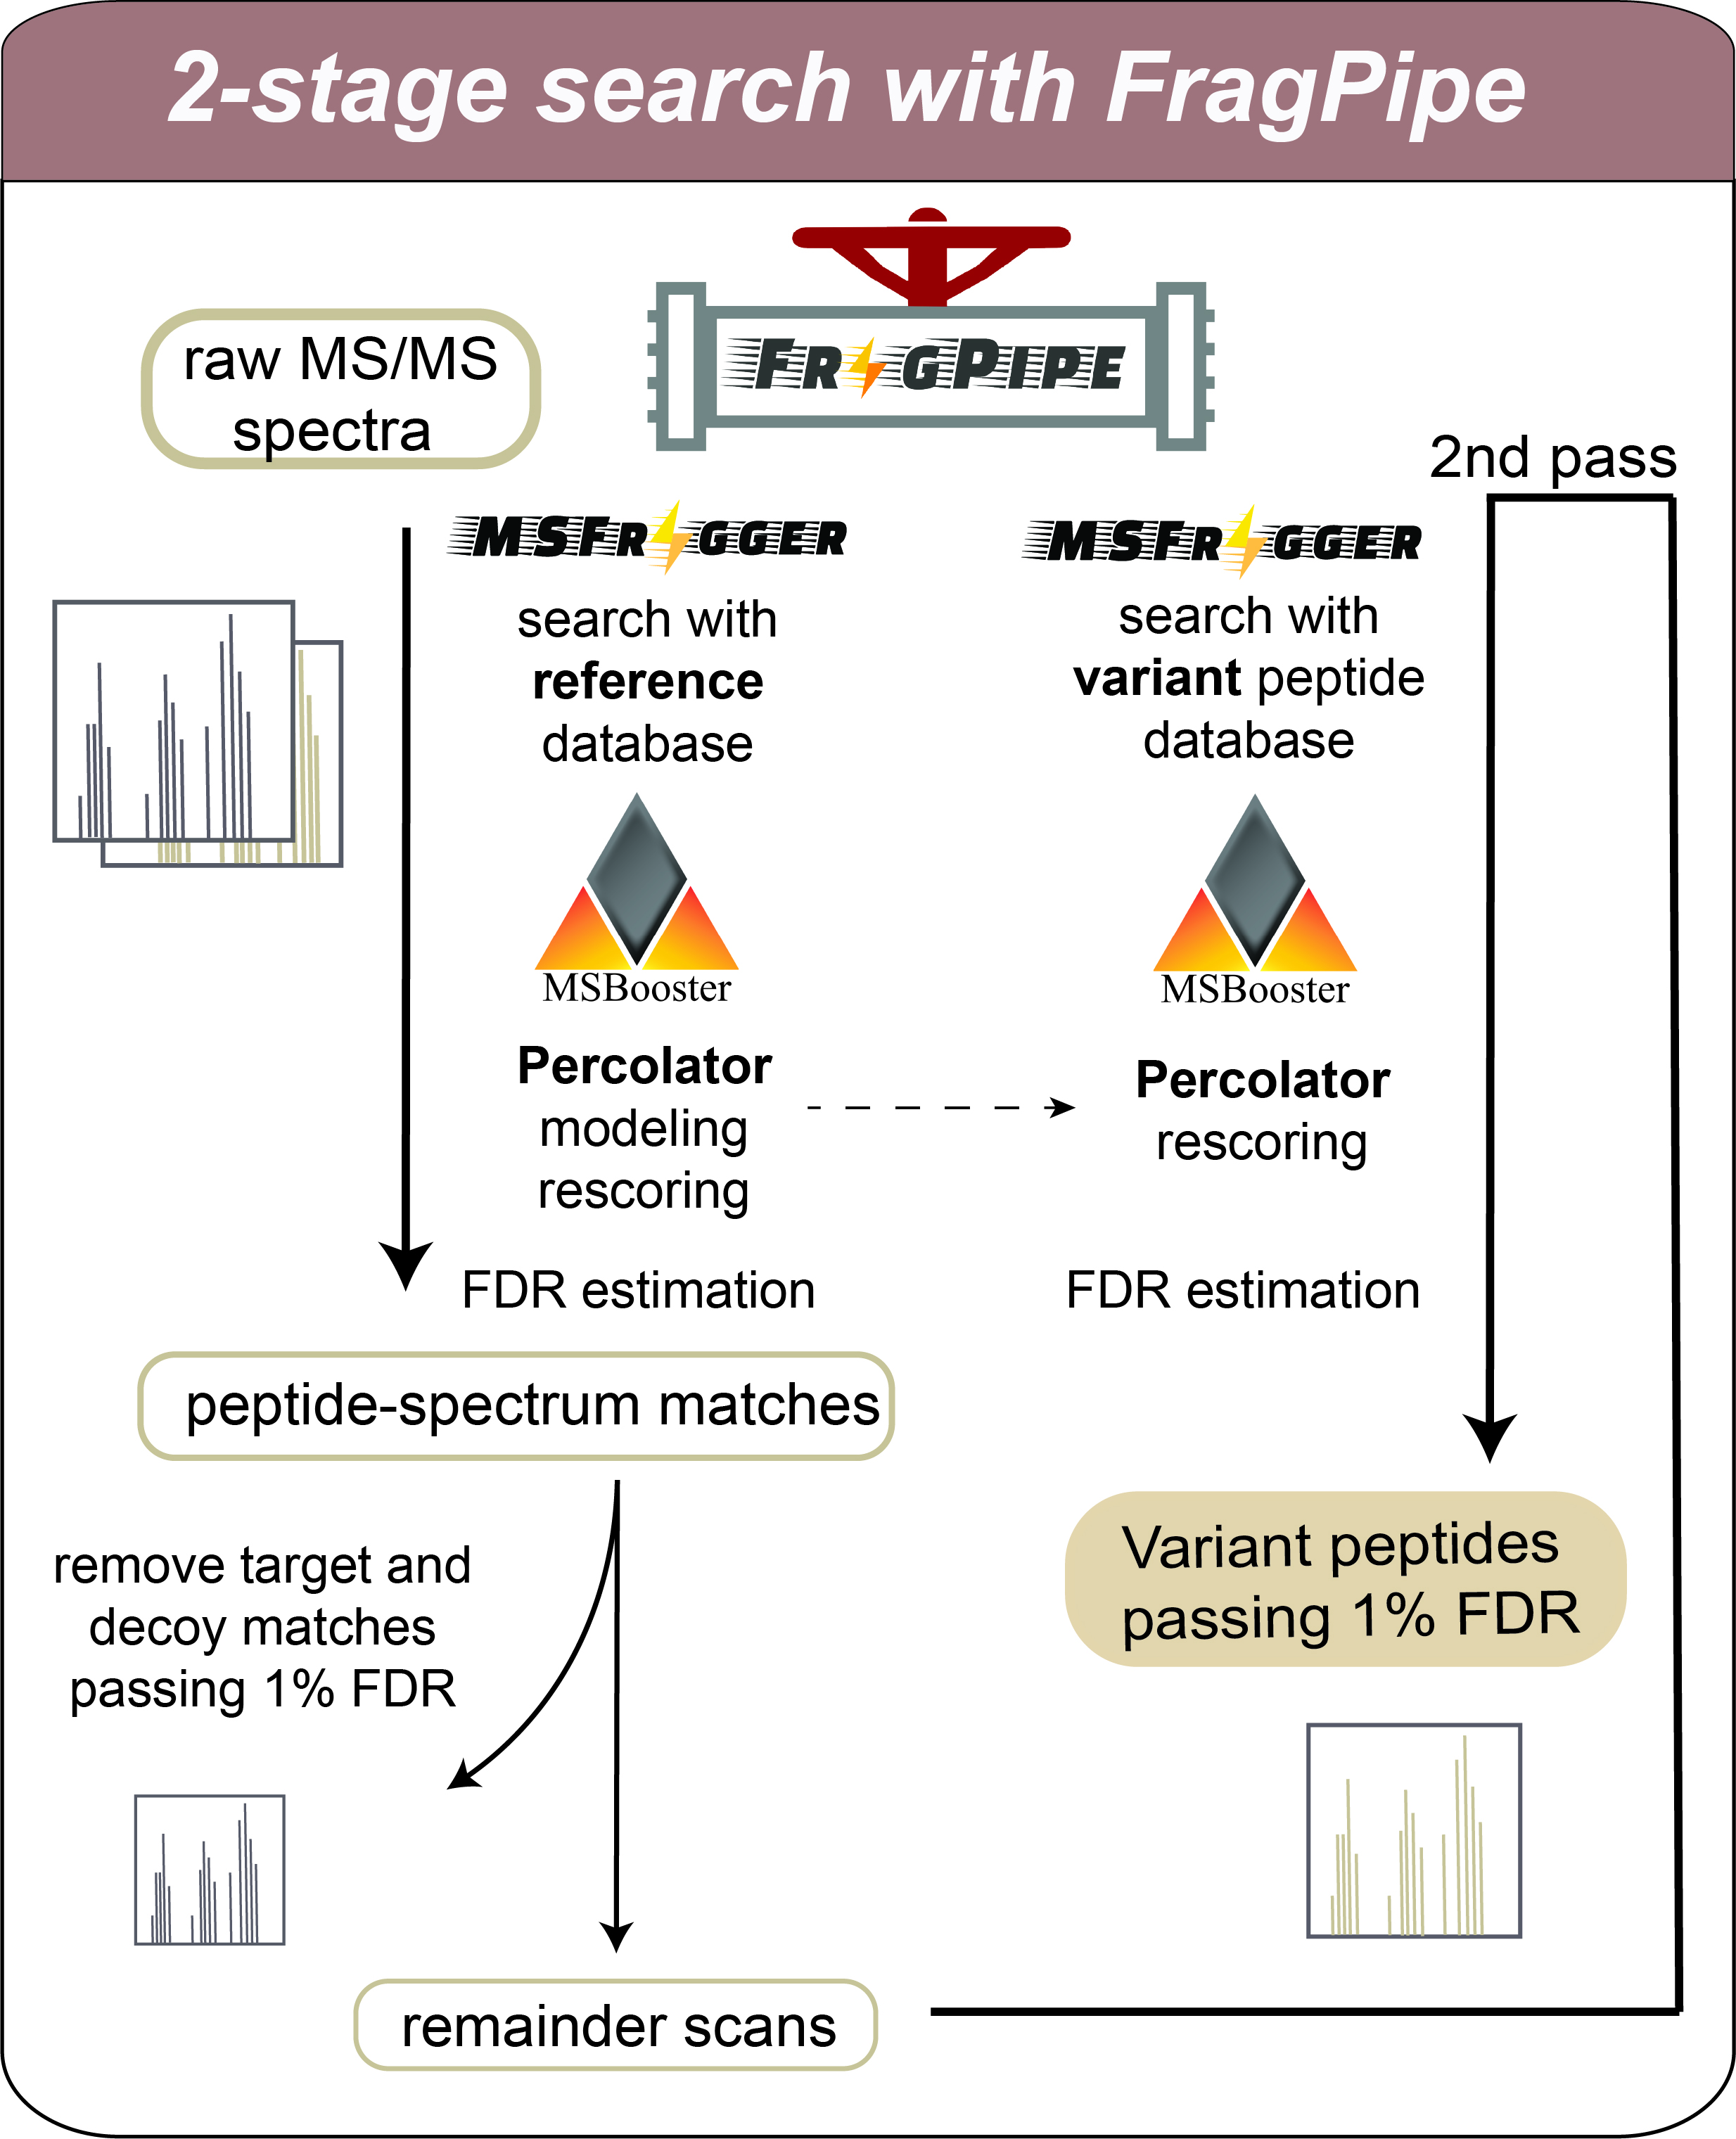 2-stage search with FragPipe
FragPipe
raw MS/MS
spectra
MSFragger
search with
reference
database
MSBooster
Percolator
modeling
rescoring
FDR estimation
peptide-spectrum matches
remove target and
decoy matches
passing 1% FDR
remainder scans
2nd pass
MSFragger
search with
variant peptide
database
MSBooster
Percolator
rescoring
FDR estimation
Variant peptides
passing 1% FDR